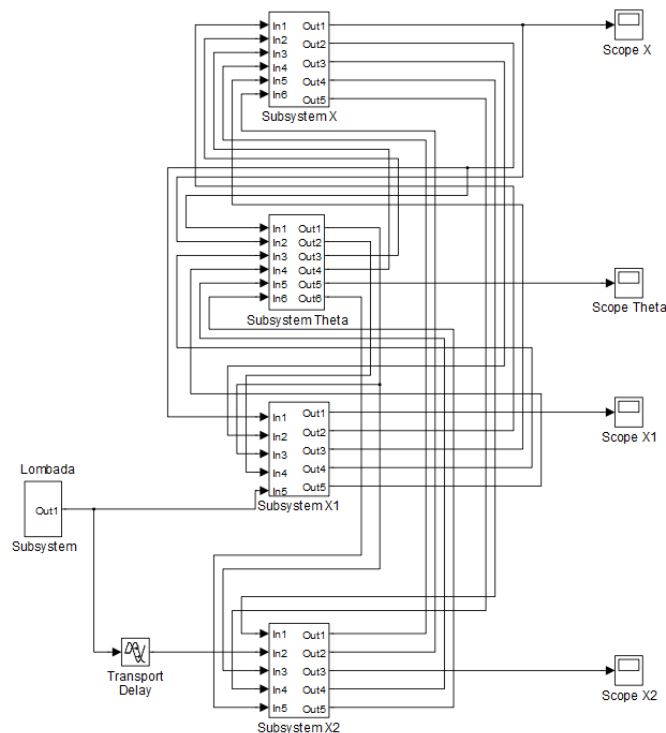 In1 Out1
In2 Out2
In3 Out3
In4 Out4
In5
In6 Out5
Subsystem X
Scope X
In1 Out1
In2 Out2
In3 Out3
In4 Out4
In5 Out5
In6 Out6
Subsystem Theta
Scope Theta
In1 Out1
In2 Out2
In3 Out3
In4 Out4
In5 Out5
Subsystem X1
Scope X1
Lombada
Out1
Subsystem
In1 Out1
In2 Out2
In3 Out3
In4 Out4
In5 Out5
Subsystem X2
Scope X2
Transport
Delay